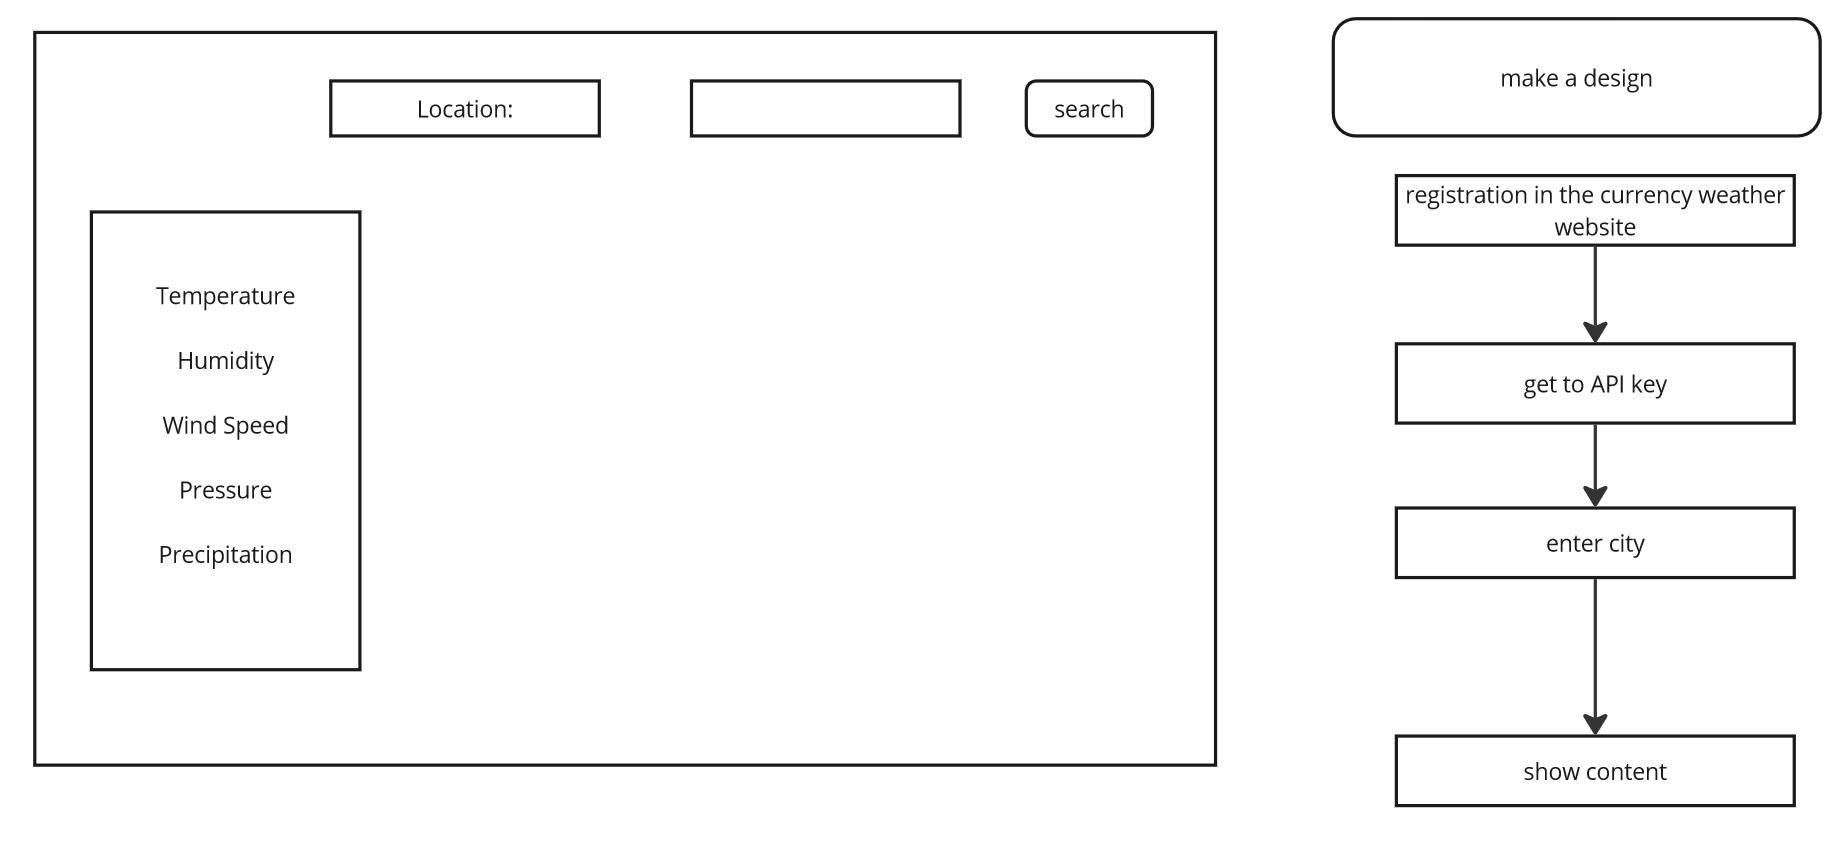 Location:
search
Temperature
Humidity
Wind Speed
Pressure
Precipitation
make a design
registration in the currency weather
website
get to API key
enter city
show content